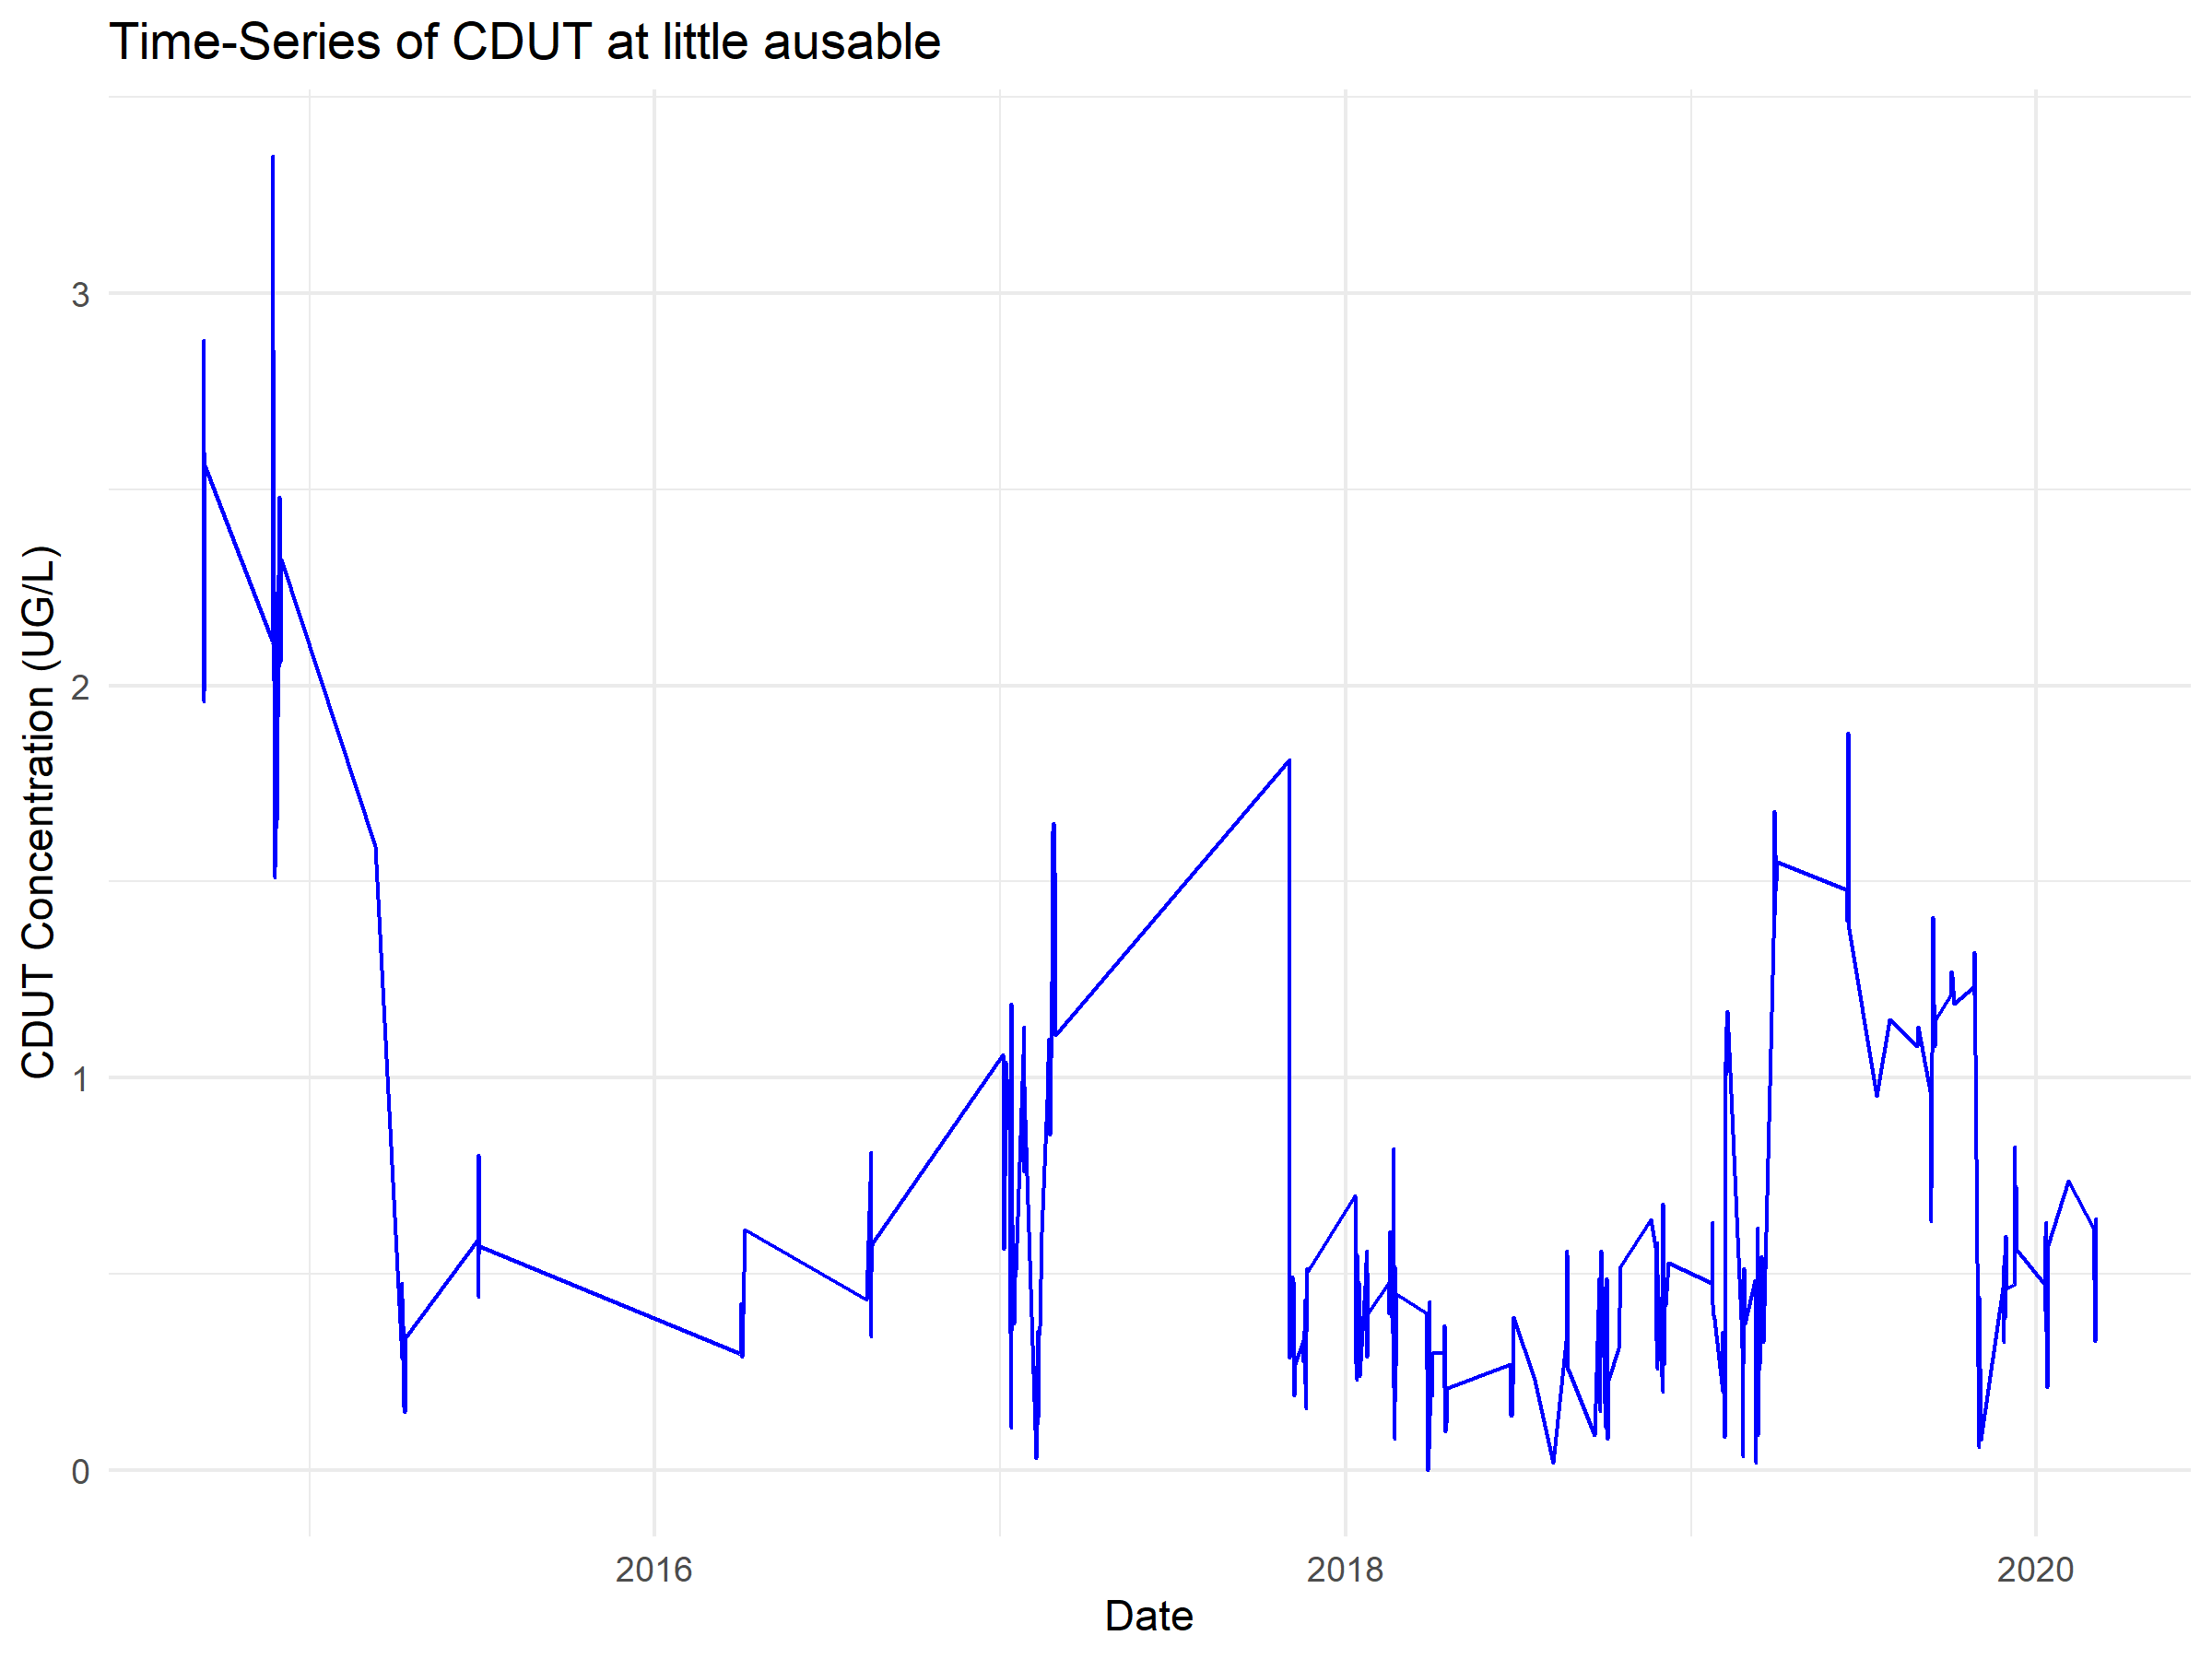 Time-Series of CDUT at little ausable
CDUT Concentration (UG/L)
3
2
1
0
2016
2018
2020
Date